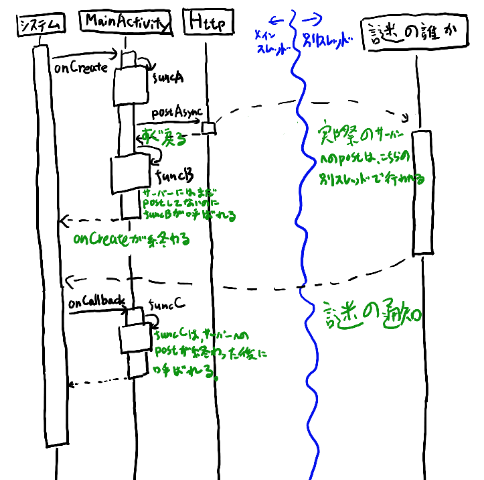 システム
MainActivity
Http
メイン
スレッド
別スレッド
謎の誰か
onCreate
funcA
postAsync
すぐ戻る
実際のサーバー
へのpostは、こちらの
別スレッドで行われる
funcB
サーバーにはまだ
postしてないのに
funcBが呼ばれる
onCreateが終わる
onCallback
funcC
謎の通知
funcCは、サーバーへの
postが終わった後に
呼ばれる。